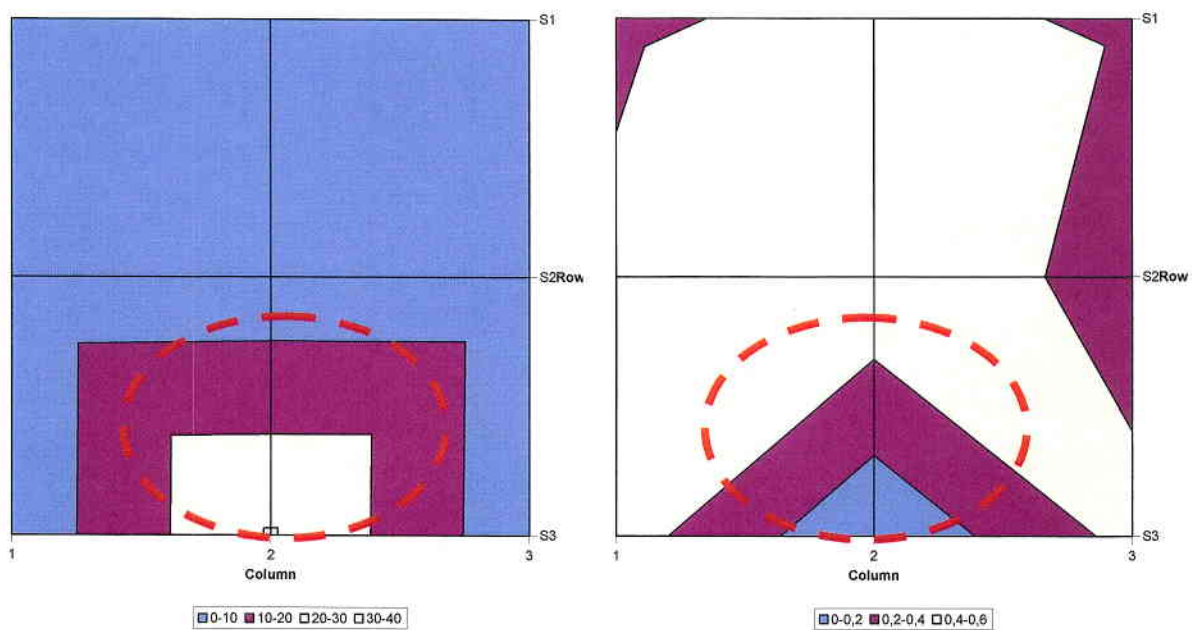 S1
S2Row
S3
1 2 3
Column
0-10 10-20 20-30 30-40
S1
S2Row
S3
1 2 3
Column
0-0,2 0,2-0,4 0,4-0,6